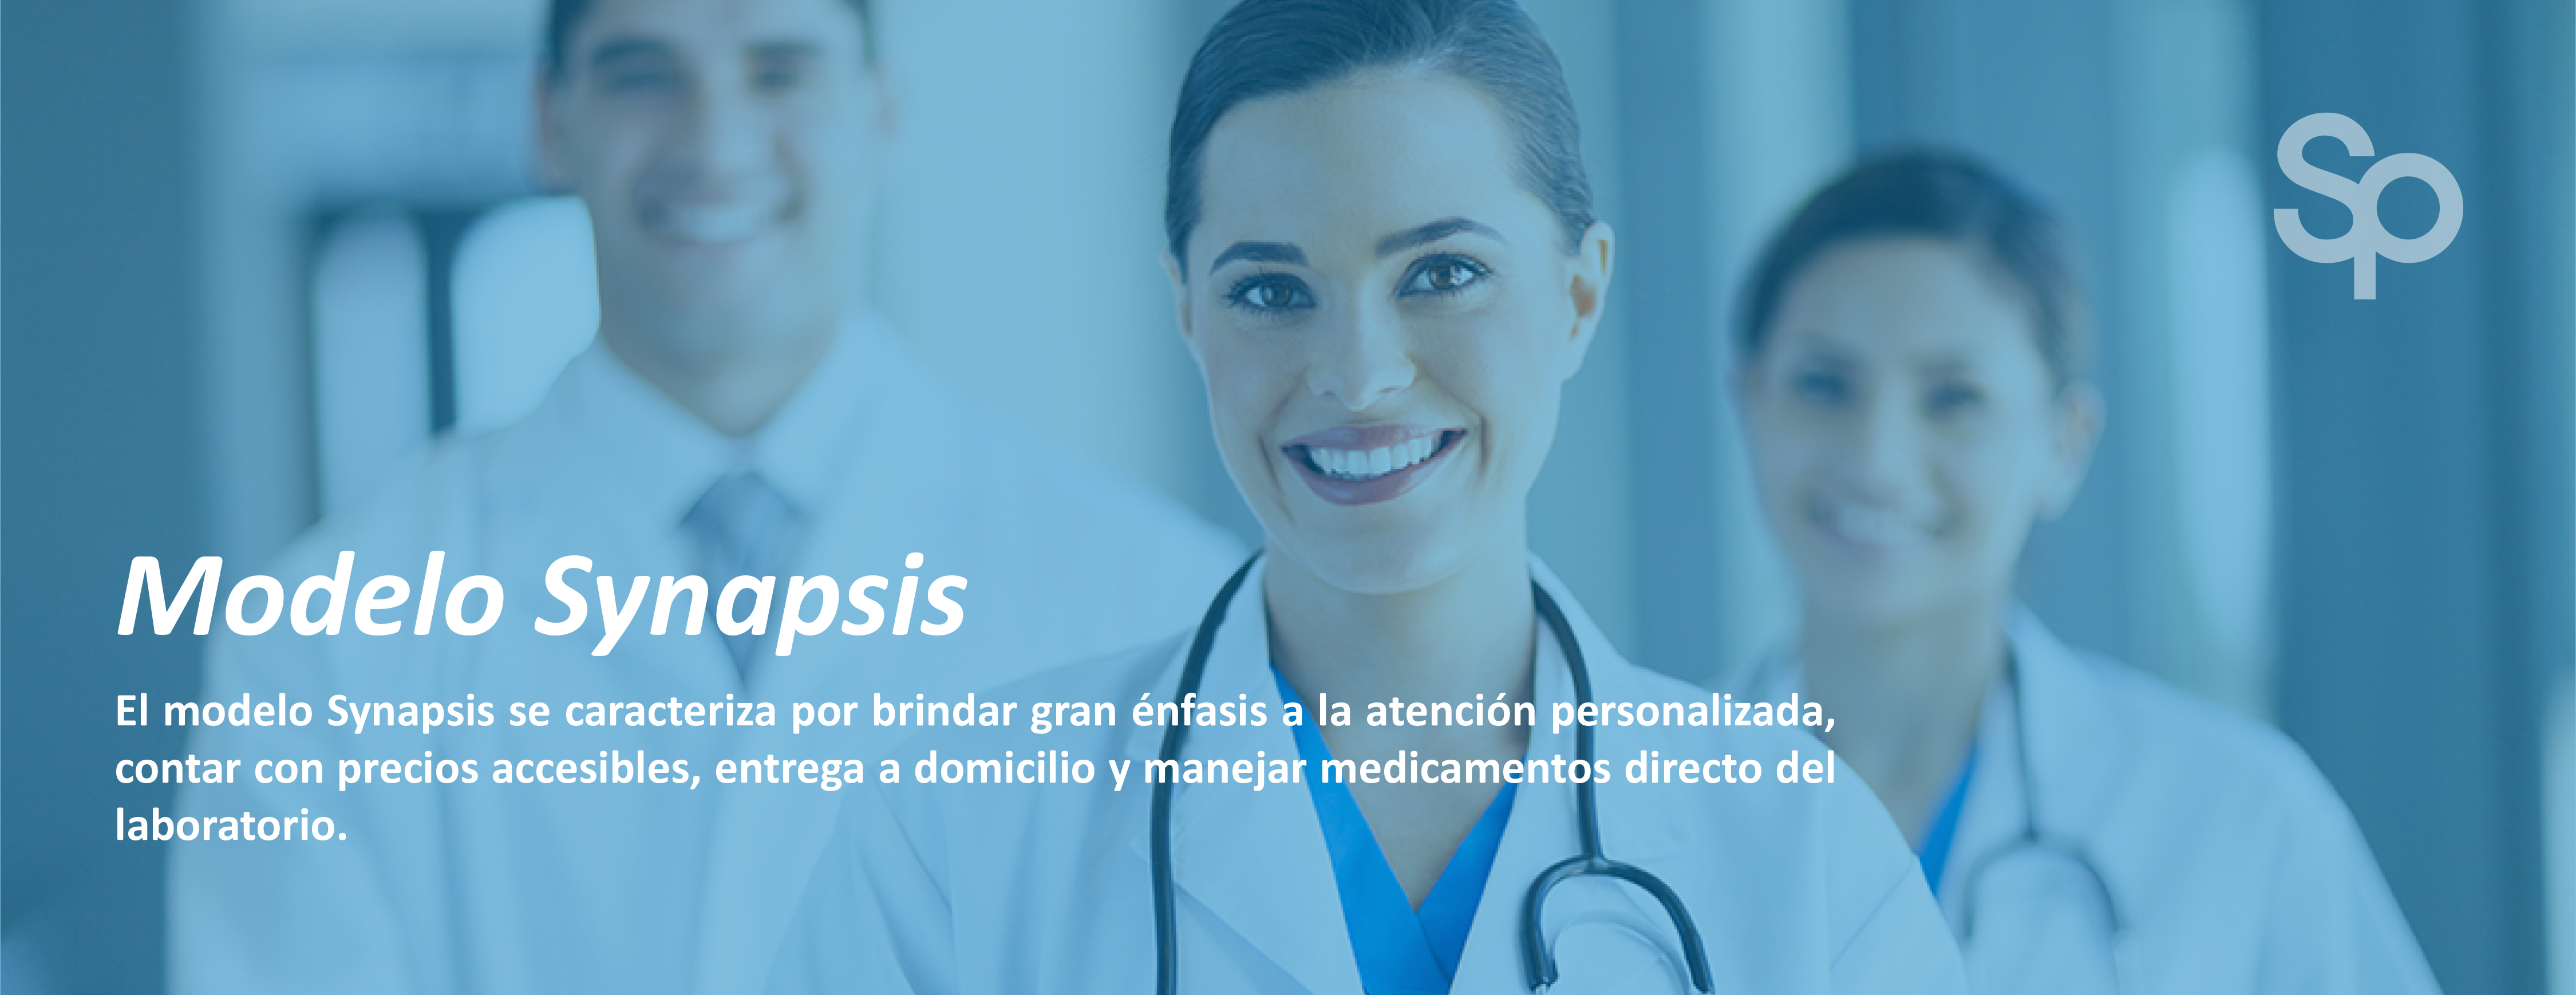 Sp
Modelo Synapsis
El modelo Synapsis se caracteriza por brindar gran énfasis a la atención personalizada,
contar con precios accesibles, entrega a domicilio y manejar medicamentos directo del
laboratorio.